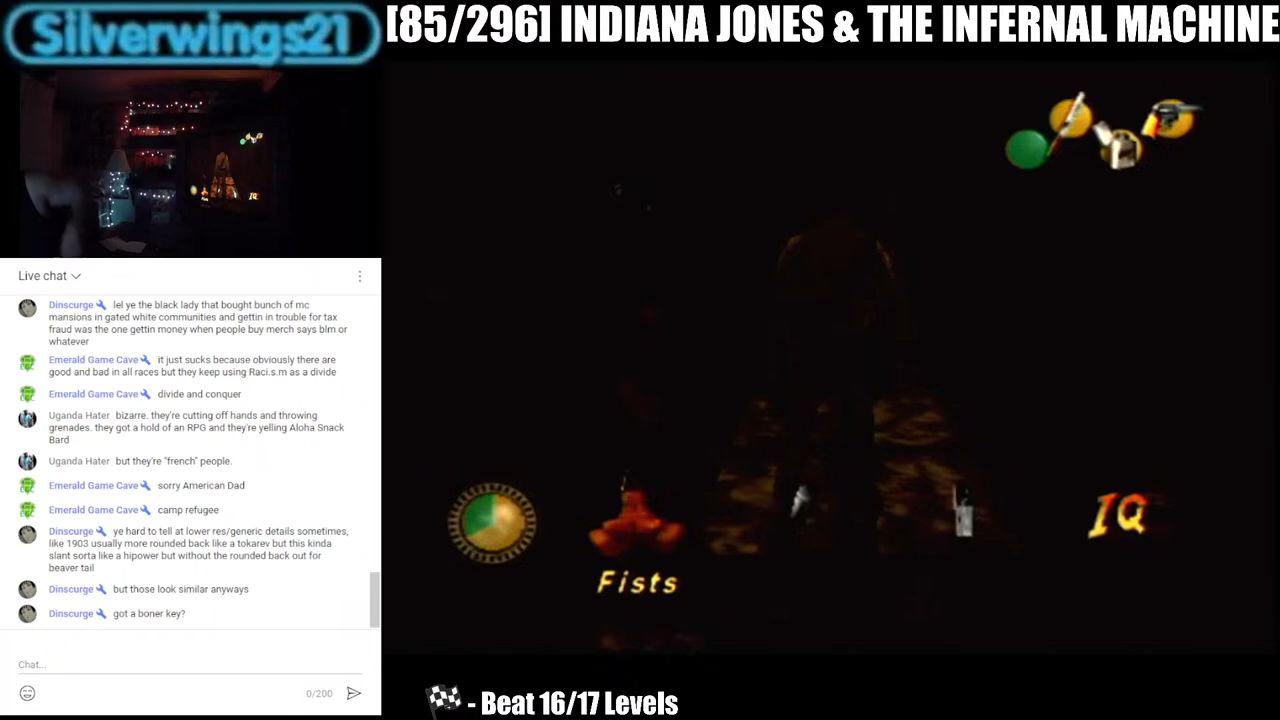 Silverwings21
[85/296] INDIANA JONES & THE INFERNAL MACHINE
Live chat
Dinscurge lel ye the black lady that bought bunch of mc
mansions in gated white communities and gettin in trouble for tax
fraud was the one gettin money when people buy merch says blm or
whatever
Emerald Game Cave it just sucks because obviously there are
good and bad in all races but they keep using Raci.s.m as a divide
Emerald Game Cave divide and conquer
Uganda Hater bizarre. they're cutting off hands and throwing
grenades. they got a hold of an RPG and they're yelling Aloha Snack
Bard
Uganda Hater but they're "french" people.
Emerald Game Cave sorry American Dad
Emerald Game Cave camp refugee
Dinscurge ye hard to tell at lower res/generic details sometimes,
like 1903 usually more rounded back like a tokarev but this kinda
slant sorta like a hipower but without the rounded back out for
beaver tail
Dinscurge but those look similar anyways
Dinscurge got a boner key?
Chat...
0/200
IQ
Fists
- Beat 16/17 Levels